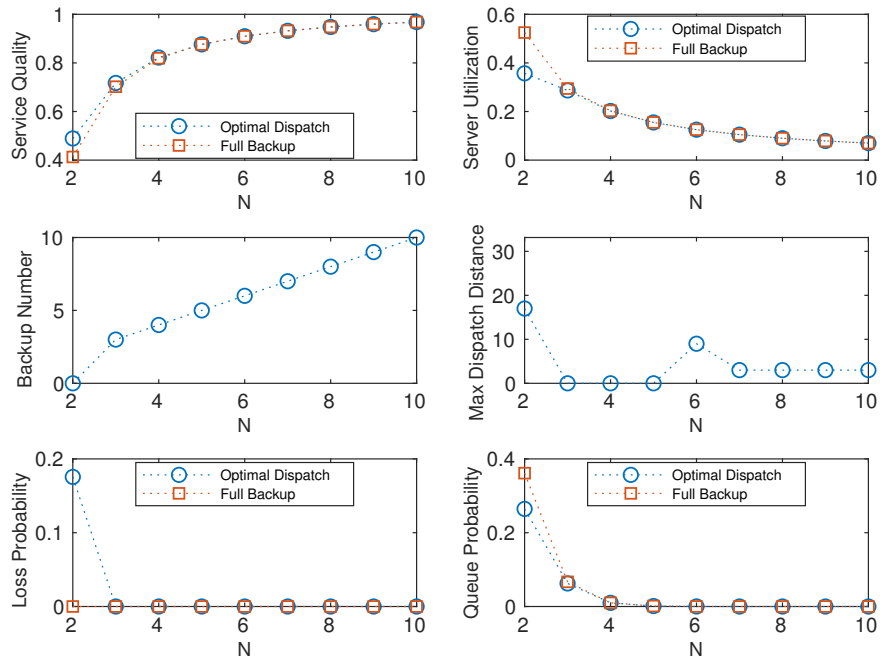 Service Quality
1
0.8
0.6
0.4
2
4
6
8
10
N
Optimal Dispatch
Full Backup
Server Utilization
0.6
0.4
0.2
0
2
4
6
8
10
N
Optimal Dispatch
Full Backup
Backup Number
10
5
0
2
4
6
8
10
N
Max Dispatch Distance
30
20
10
0
2
4
6
8
10
N
Loss Probability
0.2
0.1
0
2
4
6
8
10
N
Optimal Dispatch
Full Backup
Queue Probability
0.4
0.2
0
2
4
6
8
10
N
Optimal Dispatch
Full Backup